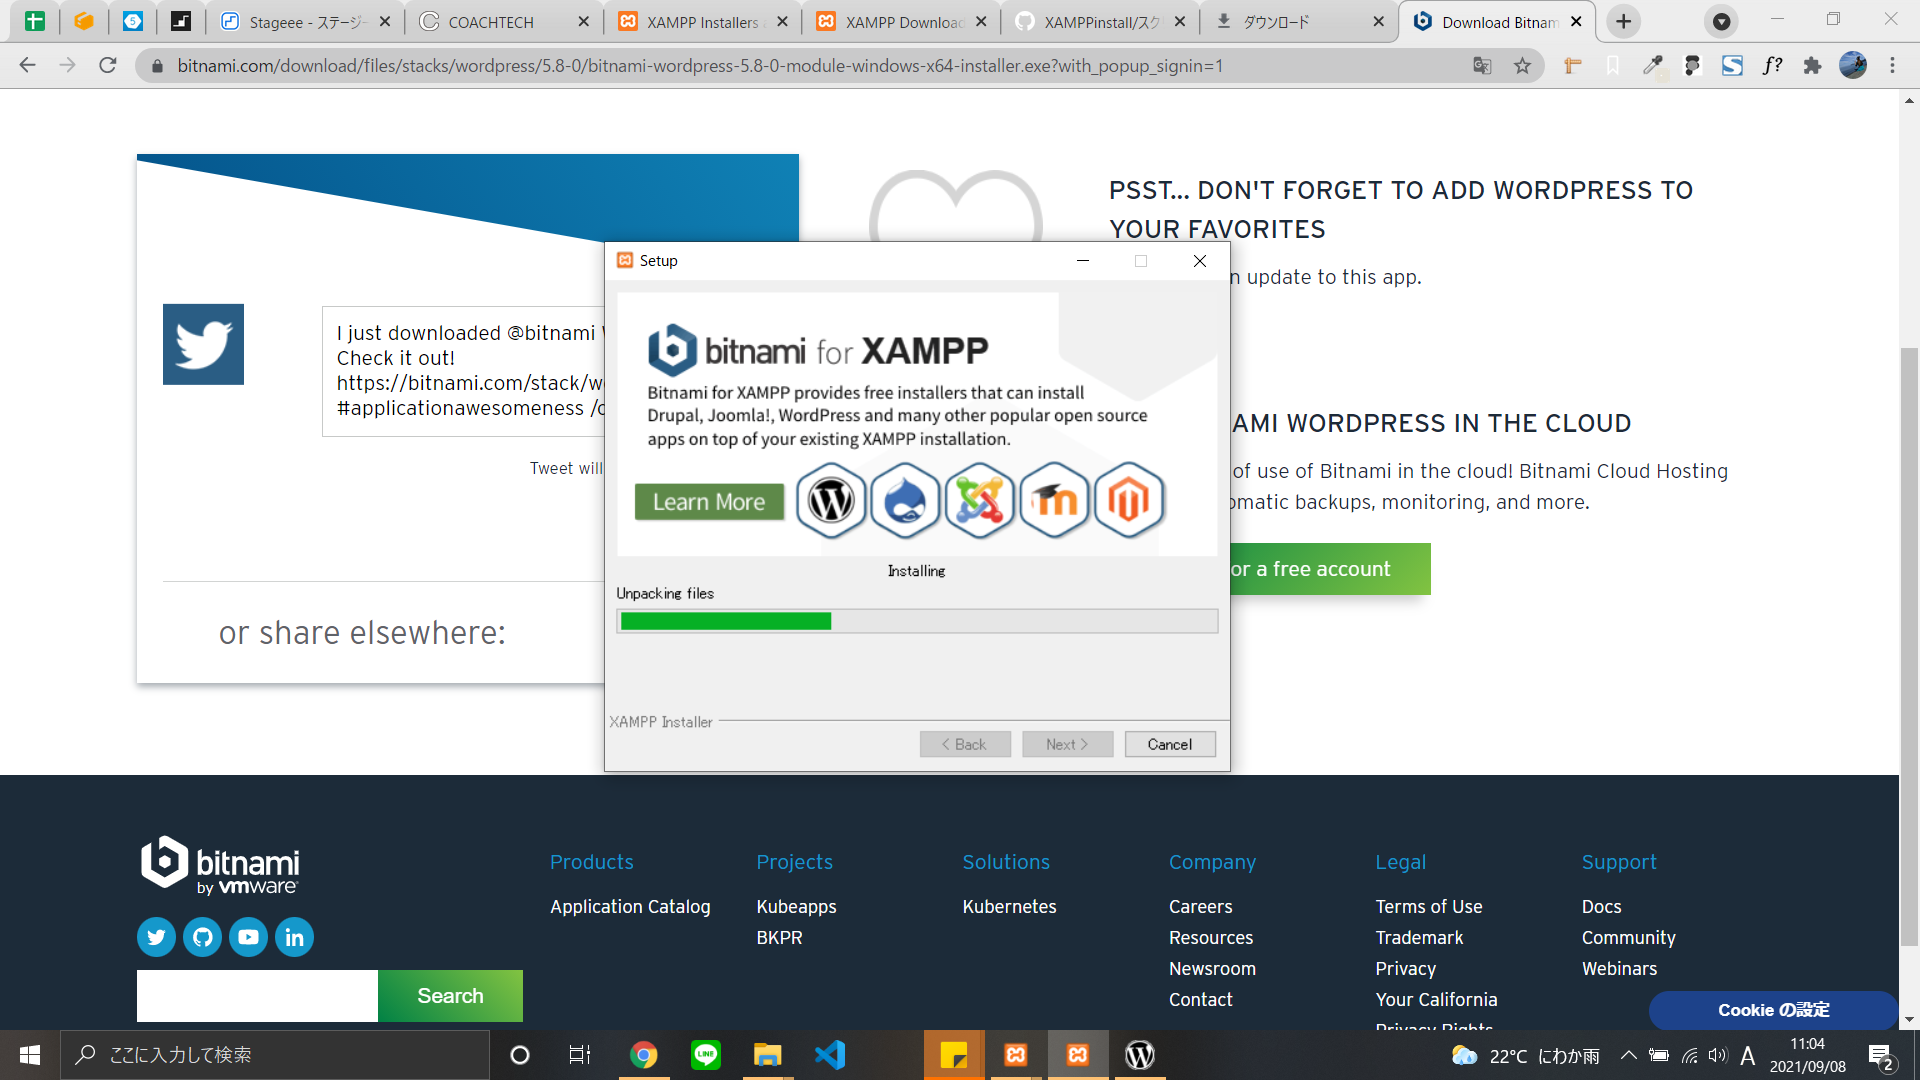 Stageee - ステージ
COACHTECH
XAMPP Installers
XAMPP Download
XAMPPinstall/スク
ダウンロード
Download Bitnam
bitnami.com/download/files/stacks/wordpress/5.8-0/bitnami-wordpress-5.8-0-module-windows-x64-installer.exe?with_popup_signin=1
f?
PSST... DON'T FORGET TO ADD WORDPRESS TO
YOUR FAVORITES
n update to this app.
I just downloaded @bitnami
Check it out!
https://bitnami.com/stack/w
#applicationawesomeness
Tweet will
or share elsewhere:
AMI WORDPRESS IN THE CLOUD
of use of Bitnami in the cloud! Bitnami Cloud Hosting
omatic backups, monitoring, and more.
or a free account
Setup
bitnami for XAMPP
Bitnami for XAMPP provides free installers that can install
Drupal, Joomla!, WordPress and many other popular open source
apps on top of your existing XAMPP installation.
Learn More
Installing
Unpacking files
XAMPP Installer
< Back
Next >
Cancel
bitnami
by vmware
Search
Products
Application Catalog
Projects
Kubeapps
BKPR
Solutions
Kubernetes
Company
Careers
Resources
Newsroom
Contact
Legal
Terms of Use
Trademark
Privacy
Your California
Privacy Rights
Support
Docs
Community
Webinars
Cookie の設定
ここに入力して検索
LINE
22°C にわか雨
A
11:04
2021/09/08
2